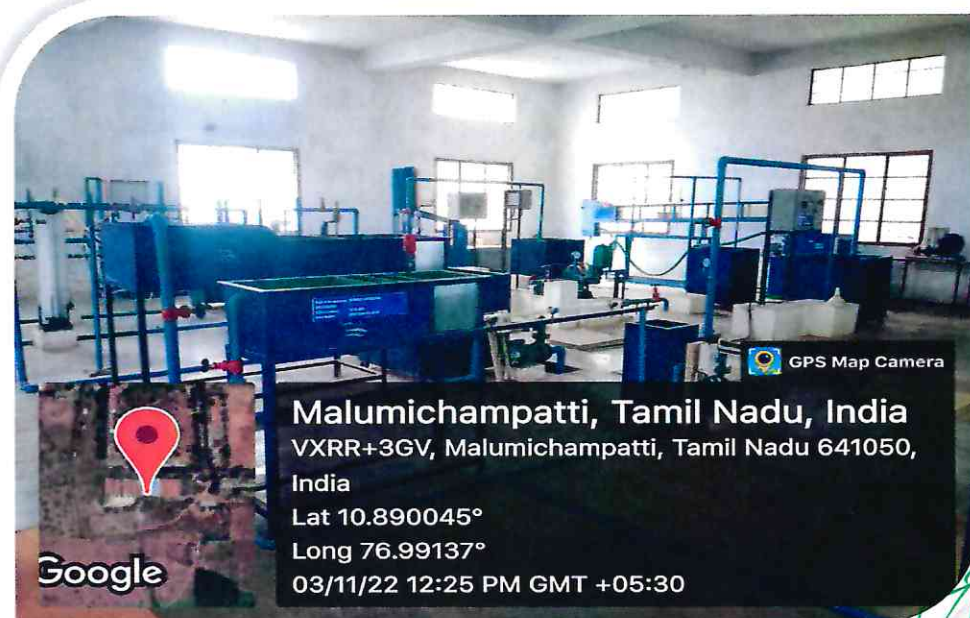 GPS Map Camera
Malumichampatti, Tamil Nadu, India
VXRR+3GV, Malumichampatti, Tamil Nadu 641050,
India
Lat 10.890045°
Long 76.99137°
03/11/22 12:25 PM GMT +05:30
Google